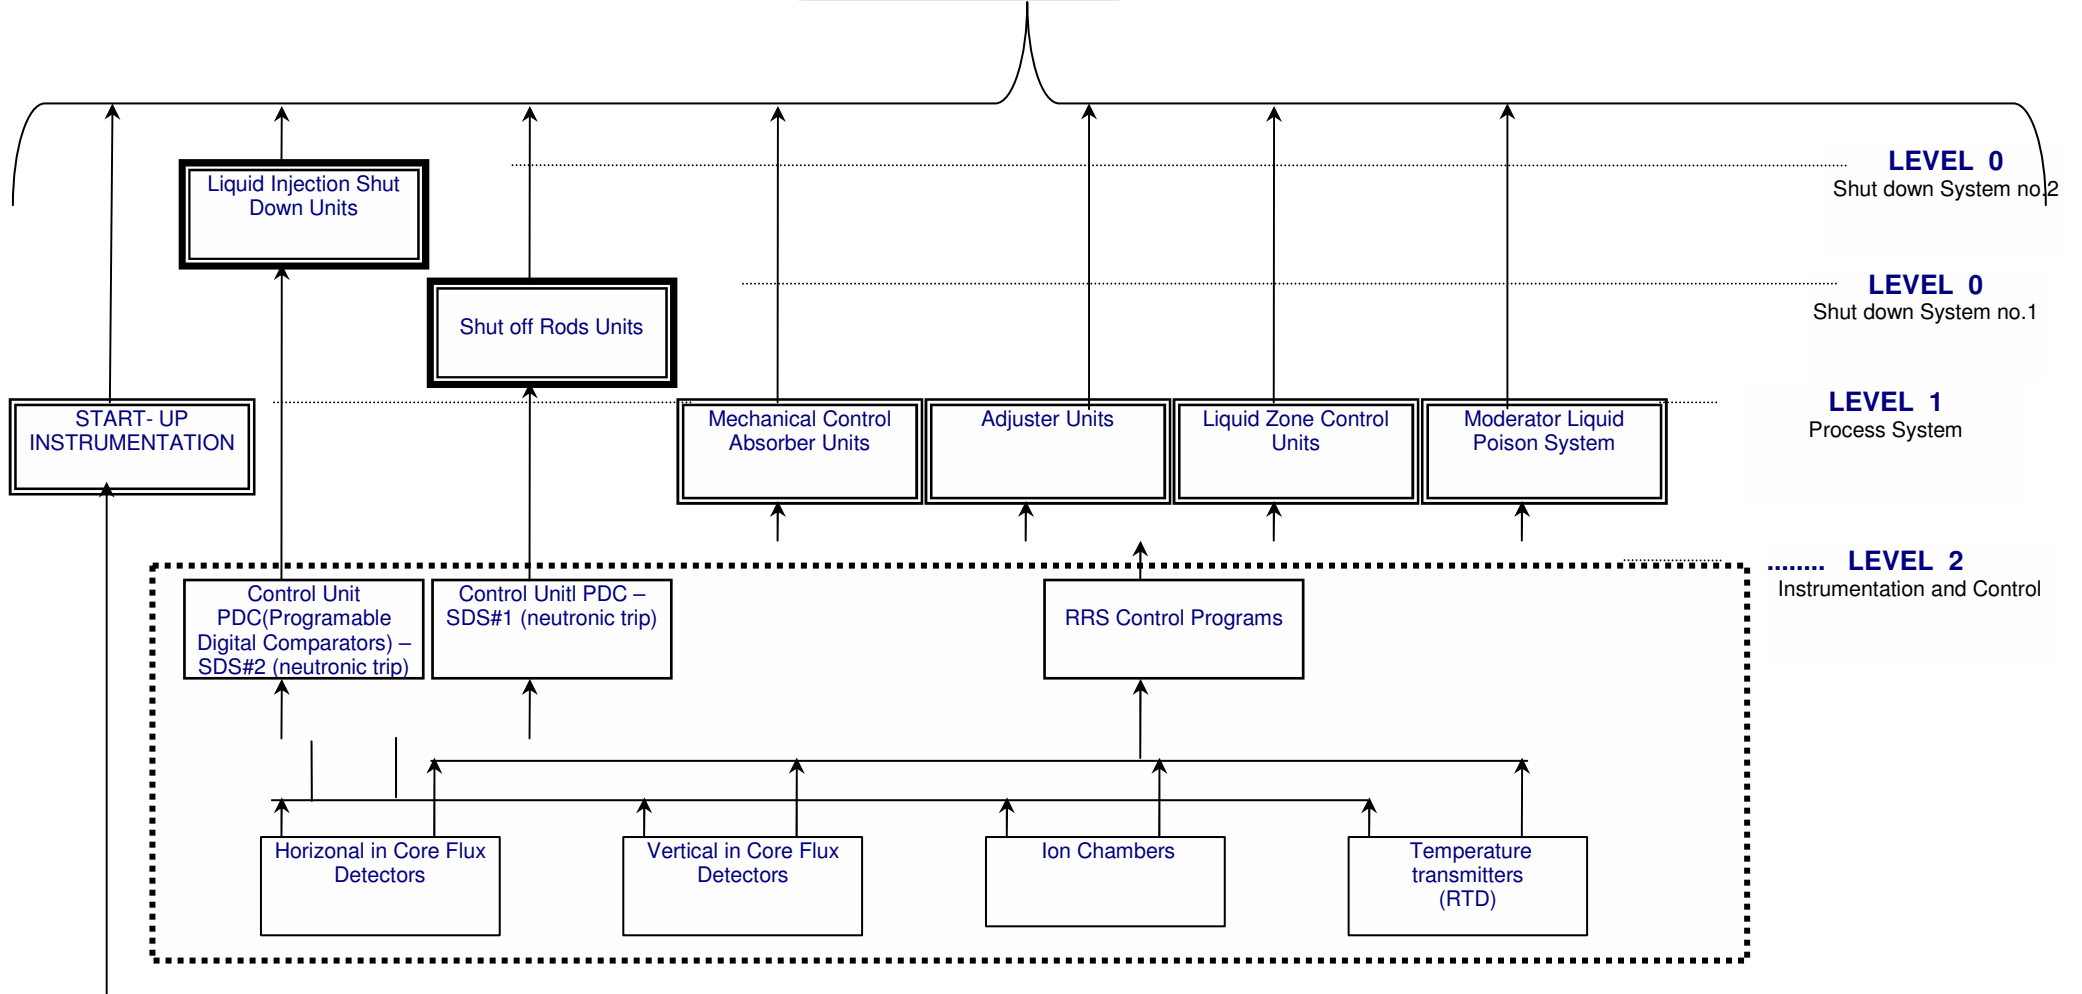 LEVEL 0
Shut down System no.2
Liquid Injection Shut
Down Units
LEVEL 0
Shut down System no.1
Shut off Rods Units
START- UP
INSTRUMENTATION
Mechanical Control
Absorber Units
Adjuster Units
Liquid Zone Control
Units
Moderator Liquid
Poison System
LEVEL 1
Process System
........ LEVEL 2
Instrumentation and Control
Control Unit
PDC(Programable
Digital Comparators) –
SDS#2 (neutronic trip)
Control Unitl PDC –
SDS#1 (neutronic trip)
RRS Control Programs
Horizonal in Core Flux
Detectors
Vertical in Core Flux
Detectors
Ion Chambers
Temperature
transmitters
(RTD)